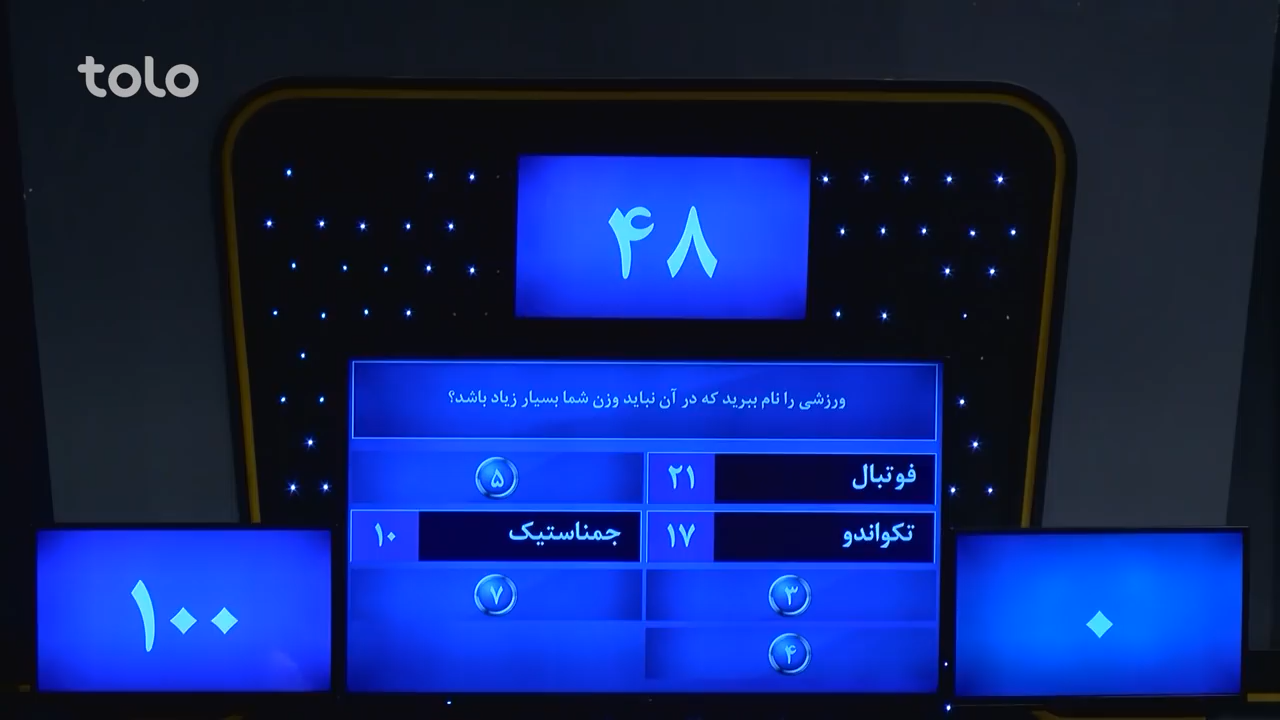 tolo
۴۸
ورزشی را نام ببرید که در آن نباید وزن شما بسیار زیاد باشد؟
فوتبال ۲۱
۵
تکواندو ۱۷
جمناستیک ۱۰
۳
۷
۴
۱۰۰
۰